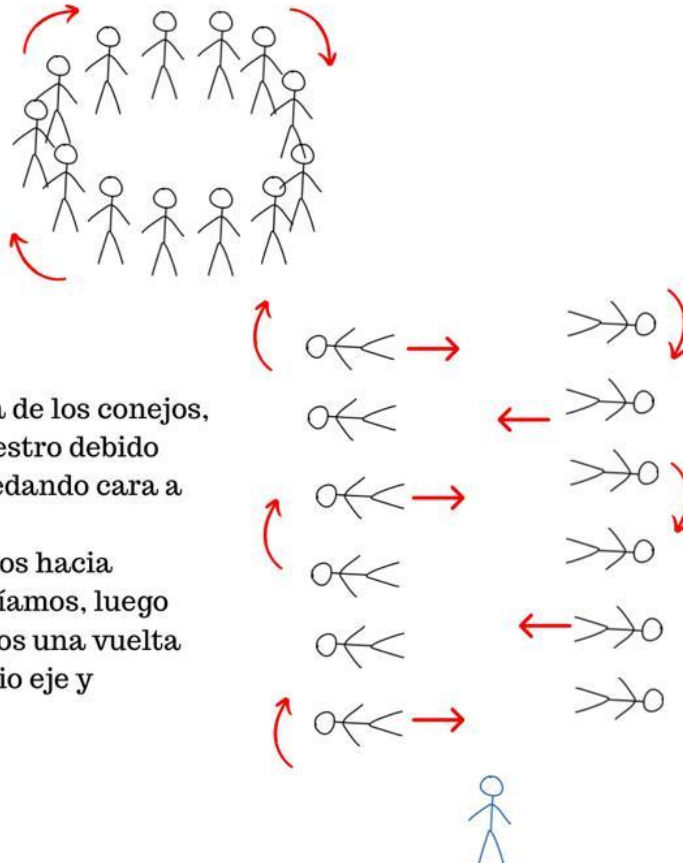 a de los conejos,
estro debido
edando cara a
os hacia
íamos, luego
os una vuelta
io eje y